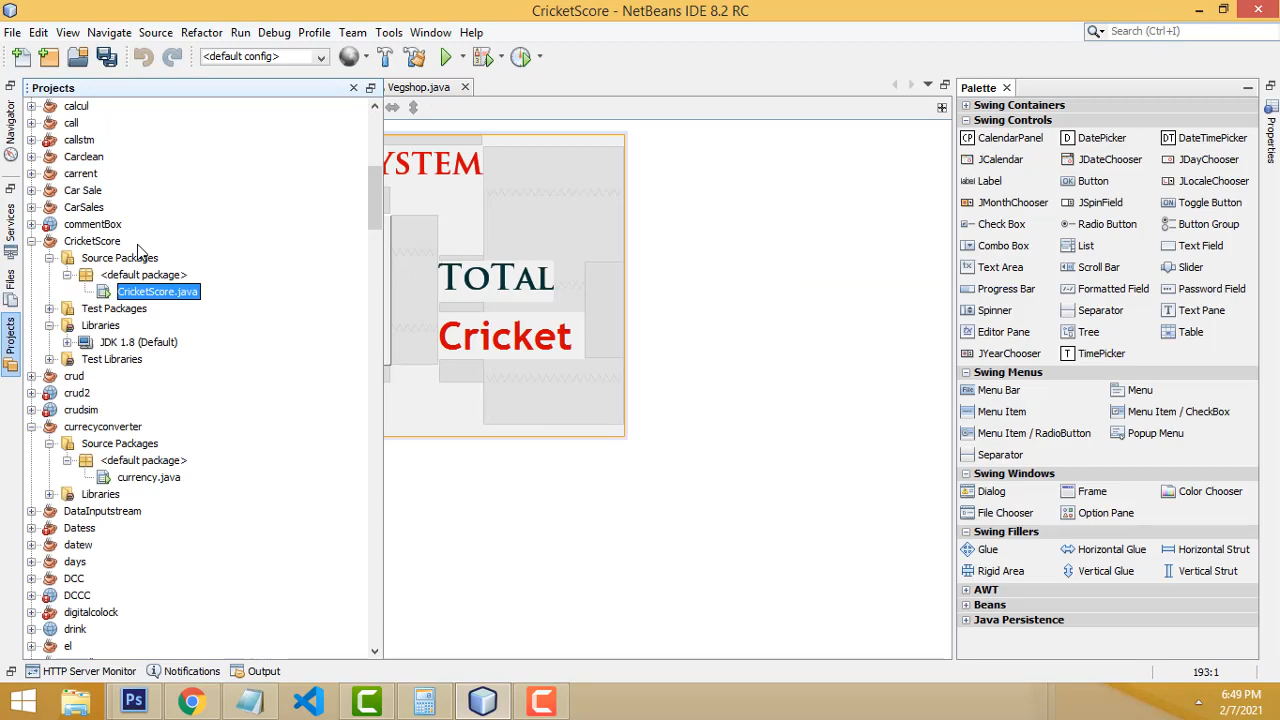 CricketScore - NetBeans IDE 8.2 RC
File Edit View Navigate Source Refactor Run Debug Profile Team Tools Window Help
Search (Ctrl+I)
<default config>
Projects
Vegshop.java
Palette
Navigator
Services
Files
Projects
Properties
calcul
call
callstm
Carclean
carrent
Car Sale
CarSales
commentBox
CricketScore
Source Packages
<default package>
CricketScore.java
Test Packages
Libraries
JDK 1.8 (Default)
Test Libraries
crud
crud2
crudsim
currecyconverter
Source Packages
<default package>
currency.java
Libraries
DataInputstream
Datess
datew
days
DCC
DCCC
digitalcolock
drink
el
YSTEM
ToTal
Cricket
Swing Containers
Swing Controls
CP CalendarPanel D DatePicker DT DateTimePicker
JCalendar JDateChooser JDayChooser
label Label Button JLocaleChooser
JMonthChooser JSpinField Toggle Button
Check Box Radio Button Button Group
Combo Box List Text Field
Text Area Scroll Bar Slider
Progress Bar Formatted Field Password Field
Spinner Separator Text Pane
Editor Pane Tree Table
JYearChooser T TimePicker
Swing Menus
Menu Bar Menu
Menu Item Menu Item / CheckBox
Menu Item / RadioButton Popup Menu
Separator
Swing Windows
Dialog Frame Color Chooser
File Chooser Option Pane
Swing Fillers
Glue Horizontal Glue Horizontal Strut
Rigid Area Vertical Glue Vertical Strut
AWT
Beans
Java Persistence
HTTP Server Monitor Notifications Output
193:1
Ps
6:49 PM
2/7/2021